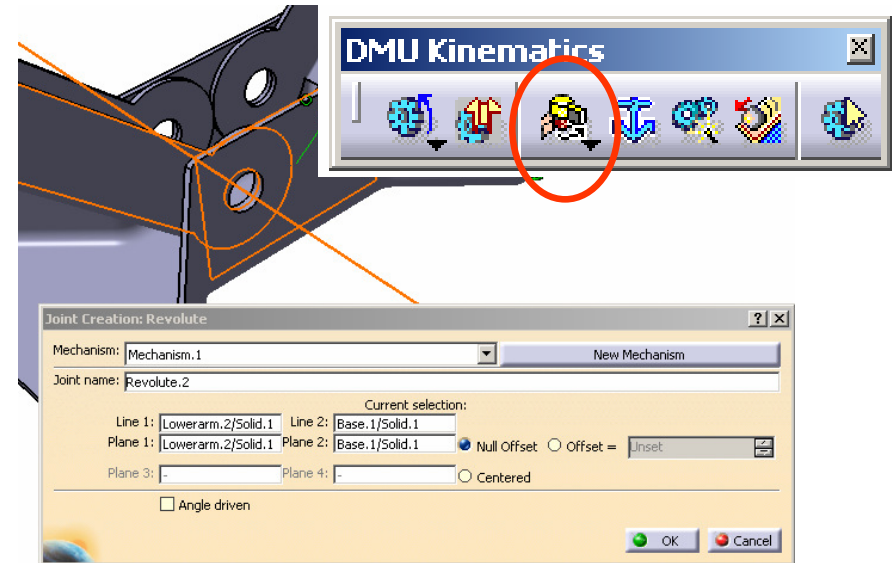 DMU Kinematics
Joint Creation: Revolute
Mechanism: Mechanism.1 New Mechanism
Joint name: Revolute.2
Current selection:
Line 1: Lowerarm.2/Solid.1 Line 2: Base.1/Solid.1
Plane 1: Lowerarm.2/Solid.1 Plane 2: Base.1/Solid.1 Null Offset Offset = Unset
Plane 3: - Plane 4: - Centered
Angle driven
OK Cancel